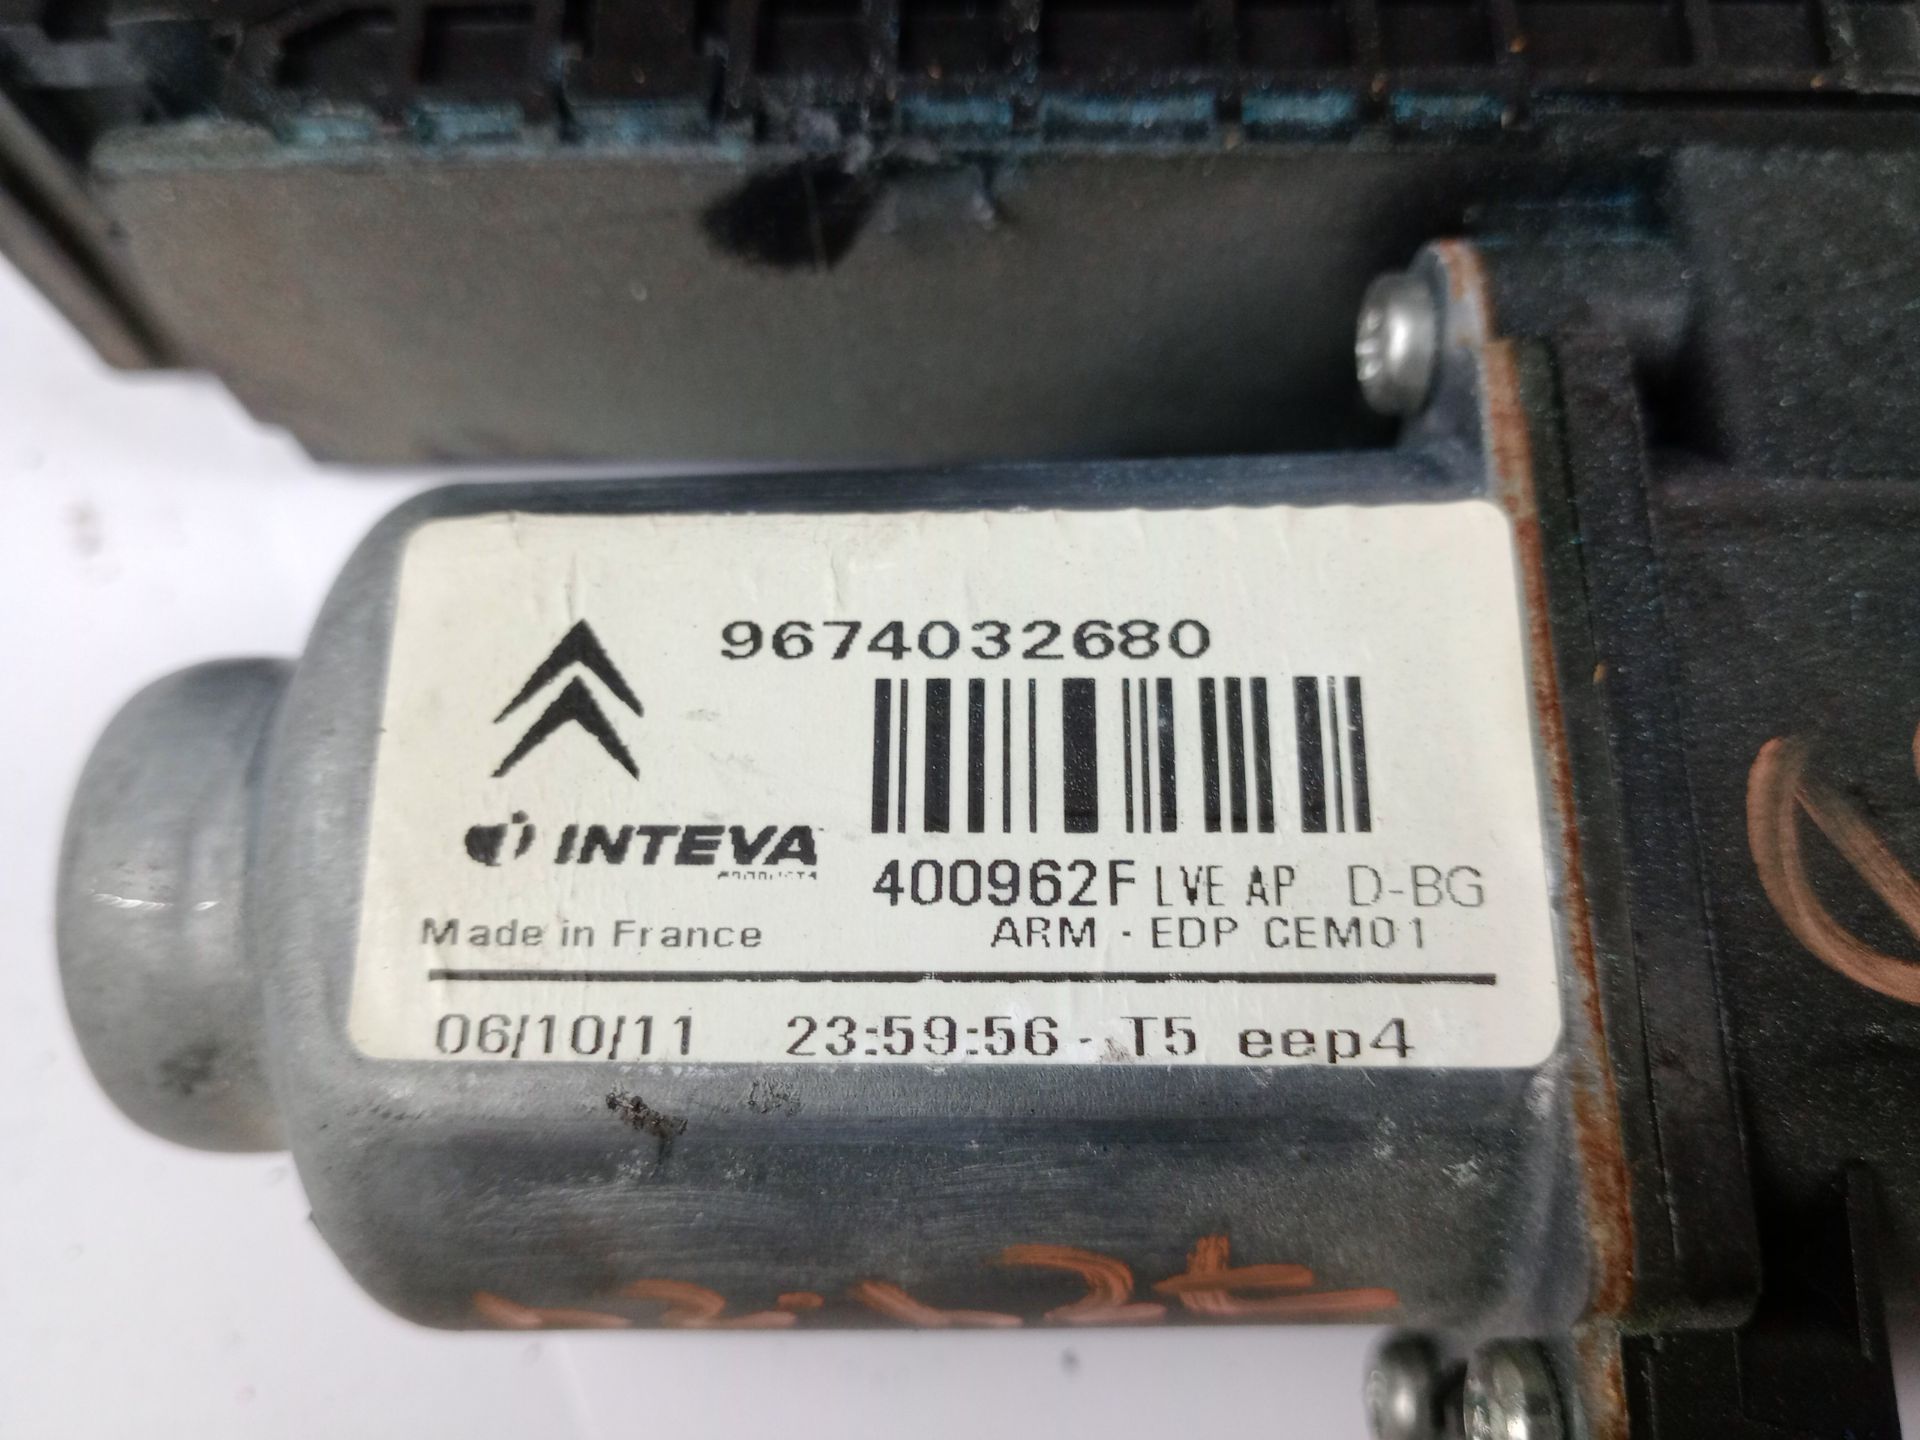 9674032680
INTEVA
PRODUCTS
400962F LVE AP D-BG
Made in France
ARM - EDP CEM01
06/10/11 23:59:56 - T5 eep4